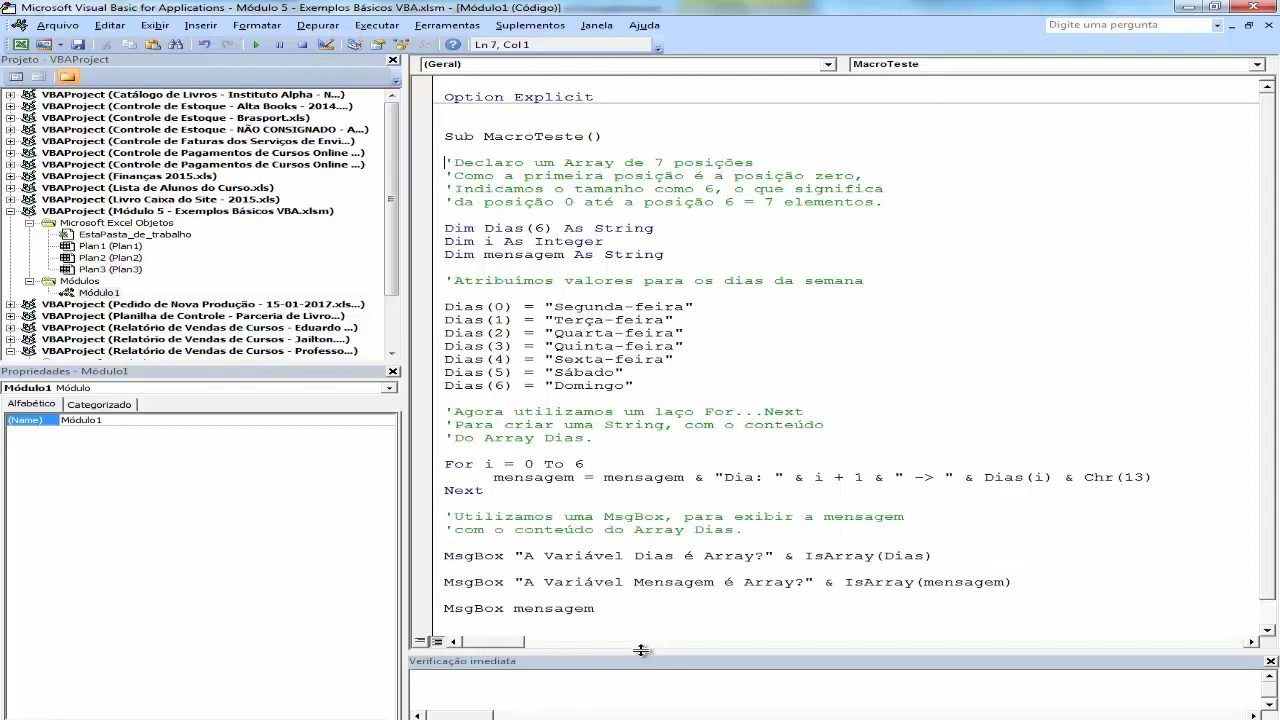 Microsoft Visual Basic for Applications - Módulo 5 - Exemplos Básicos VBA.xlsm - [Módulo1 (Código)]
Arquivo Editar Exibir Inserir Formatar Depurar Executar Ferramentas Suplementos Janela Ajuda
Digite uma pergunta
Ln 7, Col 1
Projeto - VBAProject
VBAProject (Catálogo de Livros - Instituto Alpha - N...)
VBAProject (Controle de Estoque - Alta Books - 2014....)
VBAProject (Controle de Estoque - Brasport.xls)
VBAProject (Controle de Estoque - NÃO CONSIGNADO - A...)
VBAProject (Controle de Faturas dos Serviços de Envi...)
VBAProject (Controle de Pagamentos de Cursos Online ...)
VBAProject (Controle de Pagamentos de Cursos Online ...)
VBAProject (Finanças 2015.xls)
VBAProject (Lista de Alunos do Curso.xls)
VBAProject (Livro Caixa do Site - 2015.xls)
VBAProject (Módulo 5 - Exemplos Básicos VBA.xlsm)
Microsoft Excel Objetos
EstaPasta_de_trabalho
Plan1 (Plan1)
Plan2 (Plan2)
Plan3 (Plan3)
Módulos
Módulo1
VBAProject (Pedido de Nova Produção - 15-01-2017.xls...)
VBAProject (Planilha de Controle - Parceria de Livro...)
VBAProject (Relatório de Vendas de Cursos - Eduardo ...)
VBAProject (Relatório de Vendas de Cursos - Jailton....)
VBAProject (Relatório de Vendas de Cursos - Professo...)
Propriedades - Módulo1
Módulo1 Módulo
Alfabético Categorizado
(Name) Módulo1
(Geral) MacroTeste
Option Explicit
Sub MacroTeste()
'Declaro um Array de 7 posições
'Como a primeira posição é a posição zero,
'Indicamos o tamanho como 6, o que significa
'da posição 0 até a posição 6 = 7 elementos.
Dim Dias(6) As String
Dim i As Integer
Dim mensagem As String
'Atribuímos valores para os dias da semana
Dias(0) = "Segunda-feira"
Dias(1) = "Terça-feira"
Dias(2) = "Quarta-feira"
Dias(3) = "Quinta-feira"
Dias(4) = "Sexta-feira"
Dias(5) = "Sábado"
Dias(6) = "Domingo"
'Agora utilizamos um laço For...Next
'Para criar uma String, com o conteúdo
'Do Array Dias.
For i = 0 To 6
mensagem = mensagem & "Dia: " & i + 1 & " -> " & Dias(i) & Chr(13)
Next
'Utilizamos uma MsgBox, para exibir a mensagem
'com o conteúdo do Array Dias.
MsgBox "A Variável Dias é Array?" & IsArray(Dias)
MsgBox "A Variável Mensagem é Array?" & IsArray(mensagem)
MsgBox mensagem
Verificação imediata